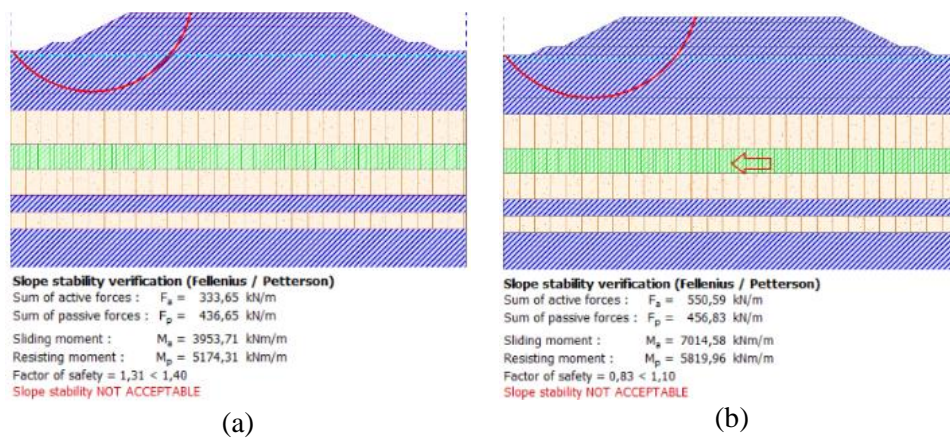 Slope stability verification (Fellenius / Petterson)
Sum of active forces : Fa = 333,65 kN/m
Sum of passive forces : Fp = 436,65 kN/m
Sliding moment : Ma = 3953,71 kNm/m
Resisting moment : Mp = 5174,31 kNm/m
Factor of safety = 1,31 < 1,40
Slope stability NOT ACCEPTABLE
(a)
Slope stability verification (Fellenius / Petterson)
Sum of active forces : Fa = 550,59 kN/m
Sum of passive forces : Fp = 456,83 kN/m
Sliding moment : Ma = 7014,58 kNm/m
Resisting moment : Mp = 5819,96 kNm/m
Factor of safety = 0,83 < 1,10
Slope stability NOT ACCEPTABLE
(b)